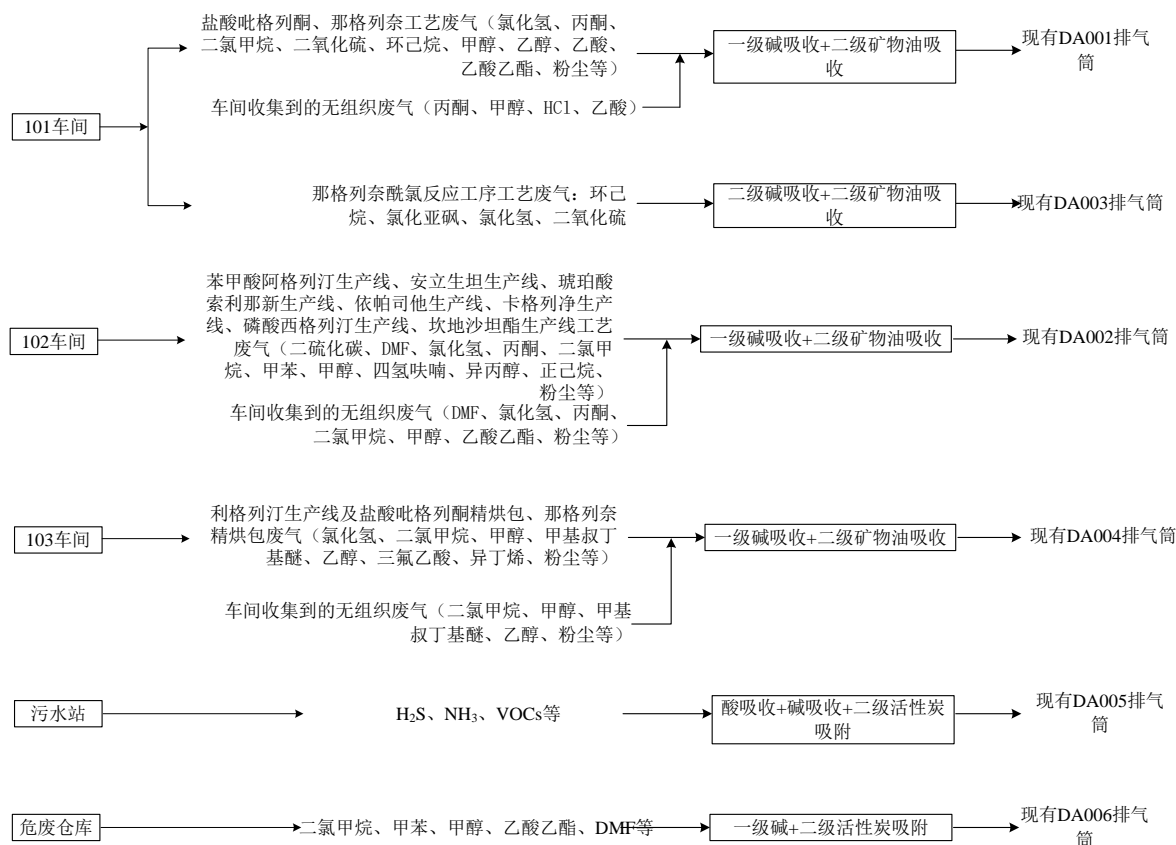 盐酸吡格列酮、那格列奈工艺废气（氯化氢、丙酮、
二氯甲烷、二氧化硫、环己烷、甲醇、乙醇、乙酸、
乙酸乙酯、粉尘等）
一级碱吸收+二级矿物油吸
收
现有DA001排气
筒
车间收集到的无组织废气（丙酮、甲醇、HCl、乙酸）
101车间
那格列奈酰氯反应工序工艺废气：环己
烷、氯化亚砜、氯化氢、二氧化硫
二级碱吸收+二级矿物油吸
收
现有DA003排气筒
苯甲酸阿格列汀生产线、安立生坦生产线、琥珀酸
索利那新生产线、依帕司他生产线、卡格列净生产
线、磷酸西格列汀生产线、坎地沙坦酯生产线工艺
废气（二硫化碳、DMF、氯化氢、丙酮、二氯甲
烷、甲苯、甲醇、四氢呋喃、异丙醇、正己烷、
粉尘等）
102车间
一级碱吸收+二级矿物油吸收
现有DA002排气筒
车间收集到的无组织废气（DMF、氯化氢、丙酮、
二氯甲烷、甲醇、乙酸乙酯、粉尘等）
利格列汀生产线及盐酸吡格列酮精烘包、那格列奈
精烘包废气（氯化氢、二氯甲烷、甲醇、甲基叔丁
基醚、乙醇、三氟乙酸、异丁烯、粉尘等）
103车间
一级碱吸收+二级矿物油吸收
现有DA004排气筒
车间收集到的无组织废气（二氯甲烷、甲醇、甲基
叔丁基醚、乙醇、粉尘等）
污水站
H₂S、NH₃、VOCs等
酸吸收+碱吸收+二级活性炭
吸附
现有DA005排气
筒
危废仓库
二氯甲烷、甲苯、甲醇、乙酸乙酯、DMF等
一级碱+二级活性炭吸附
现有DA006排气
筒